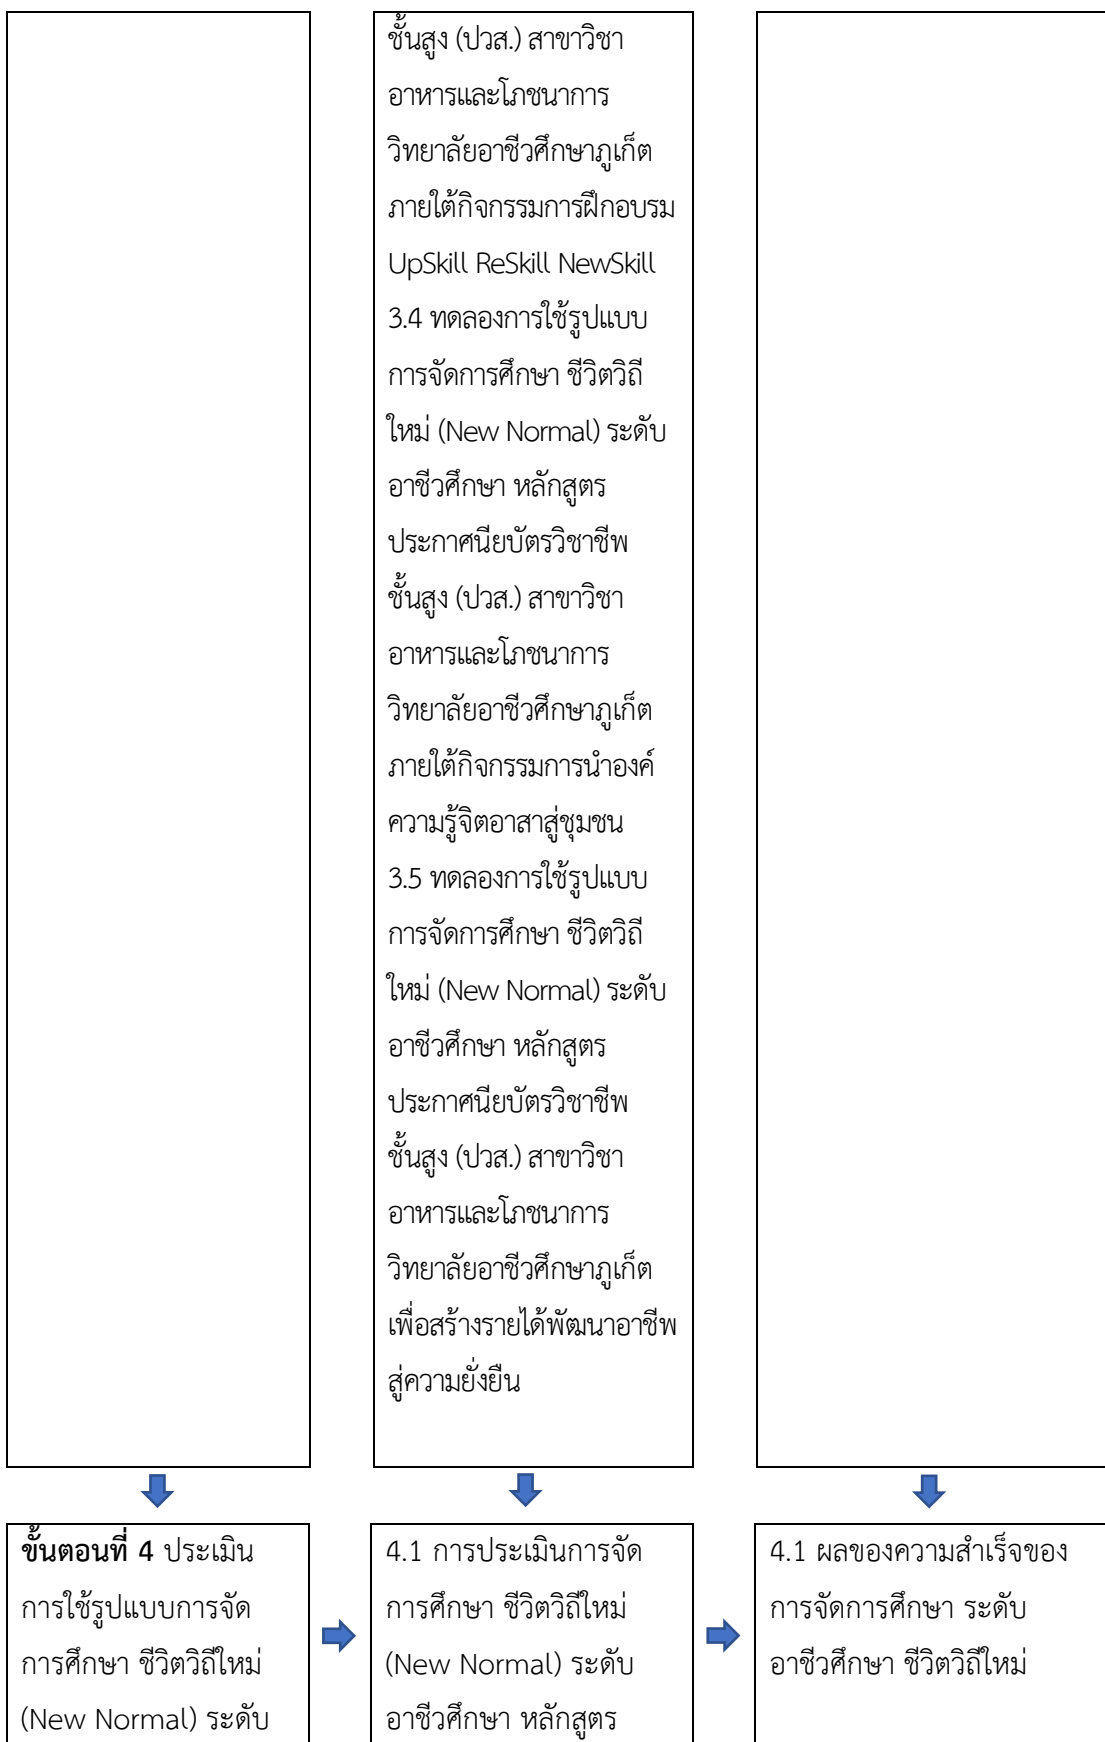 ชั้นสูง (ปวส.) สาขาวิชา
อาหารและโภชนาการ
วิทยาลัยอาชีวศึกษาภูเก็ต
ภายใต้กิจกรรมการฝึกอบรม
UpSkill ReSkill NewSkill
3.4 ทดลองการใช้รูปแบบ
การจัดการศึกษา ชีวิตวิถี
ใหม่ (New Normal) ระดับ
อาชีวศึกษา หลักสูตร
ประกาศนียบัตรวิชาชีพ
ชั้นสูง (ปวส.) สาขาวิชา
อาหารและโภชนาการ
วิทยาลัยอาชีวศึกษาภูเก็ต
ภายใต้กิจกรรมการนำองค์
ความรู้จิตอาสาสู่ชุมชน
3.5 ทดลองการใช้รูปแบบ
การจัดการศึกษา ชีวิตวิถี
ใหม่ (New Normal) ระดับ
อาชีวศึกษา หลักสูตร
ประกาศนียบัตรวิชาชีพ
ชั้นสูง (ปวส.) สาขาวิชา
อาหารและโภชนาการ
วิทยาลัยอาชีวศึกษาภูเก็ต
เพื่อสร้างรายได้พัฒนาอาชีพ
สู่ความยั่งยืน
ขั้นตอนที่ 4 ประเมิน
การใช้รูปแบบการจัด
การศึกษา ชีวิตวิถีใหม่
(New Normal) ระดับ
4.1 การประเมินการจัด
การศึกษา ชีวิตวิถีใหม่
(New Normal) ระดับ
อาชีวศึกษา หลักสูตร
4.1 ผลของความสำเร็จของ
การจัดการศึกษา ระดับ
อาชีวศึกษา ชีวิตวิถีใหม่